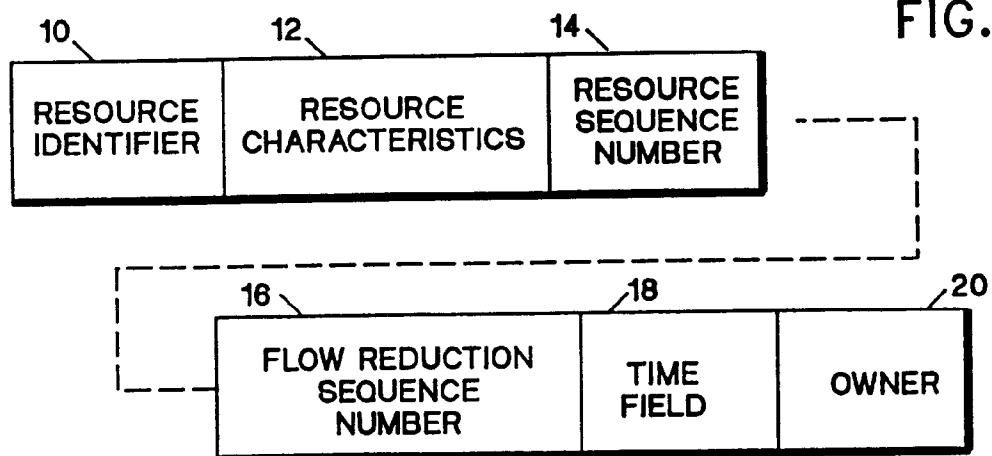 FIG.
10 12 14
RESOURCE IDENTIFIER
RESOURCE CHARACTERISTICS
RESOURCE SEQUENCE NUMBER
16 18 20
FLOW REDUCTION SEQUENCE NUMBER
TIME FIELD
OWNER